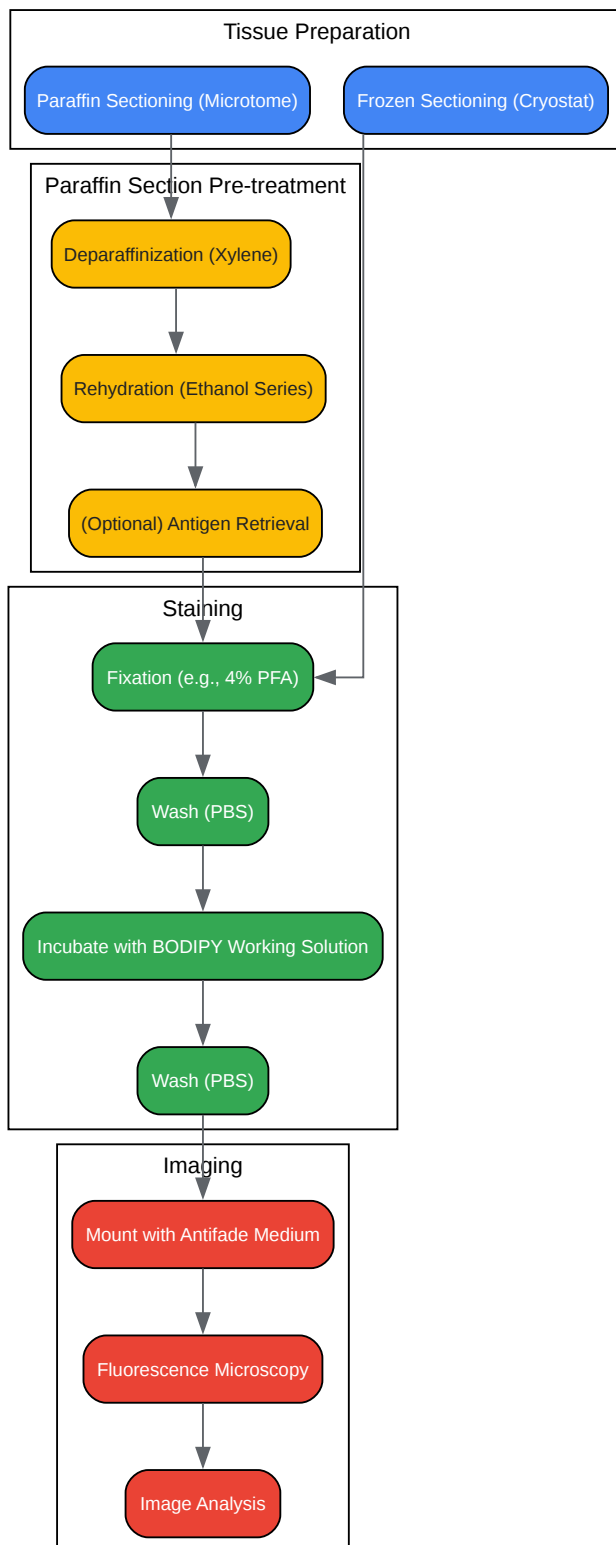 Tissue Preparation
Paraffin Sectioning (Microtome)
Frozen Sectioning (Cryostat)
Paraffin Section Pre-treatment
Deparaffinization (Xylene)
Rehydration (Ethanol Series)
(Optional) Antigen Retrieval
Staining
Fixation (e.g., 4% PFA)
Wash (PBS)
Incubate with BODIPY Working Solution
Wash (PBS)
Imaging
Mount with Antifade Medium
Fluorescence Microscopy
Image Analysis